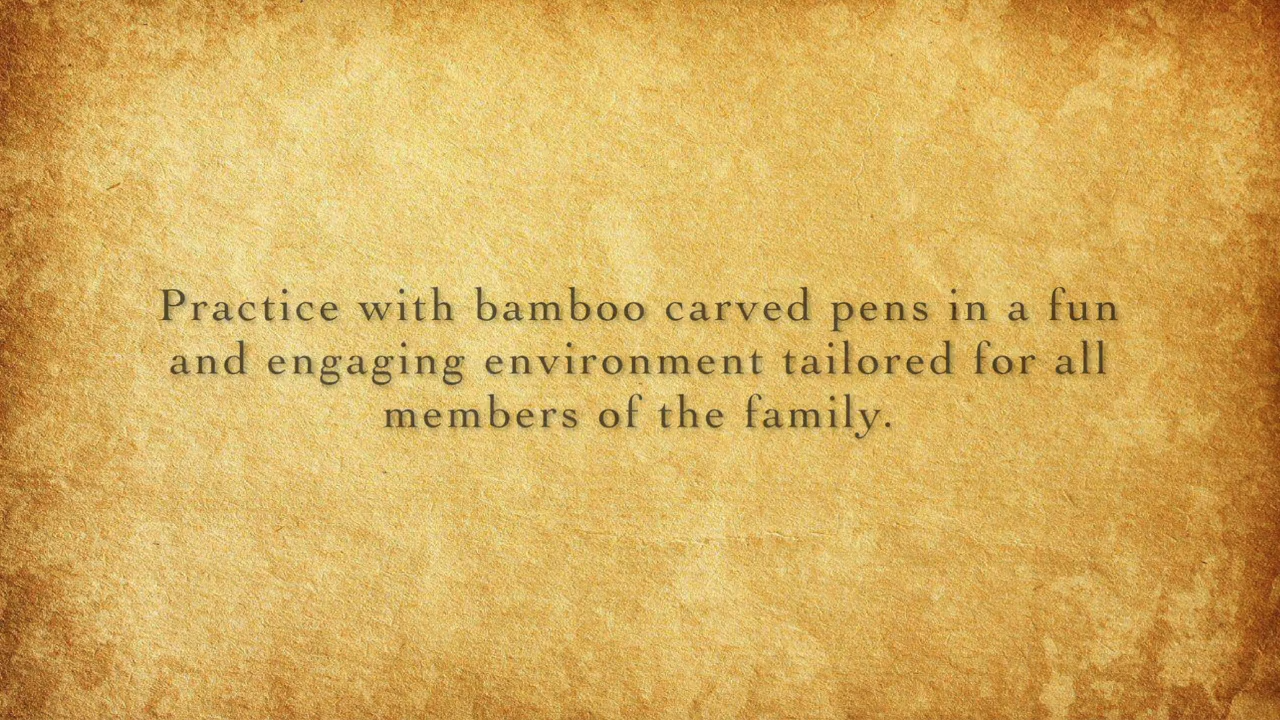 Practice with bamboo carved pens in a fun
and engaging environment tailored for all
members of the family.